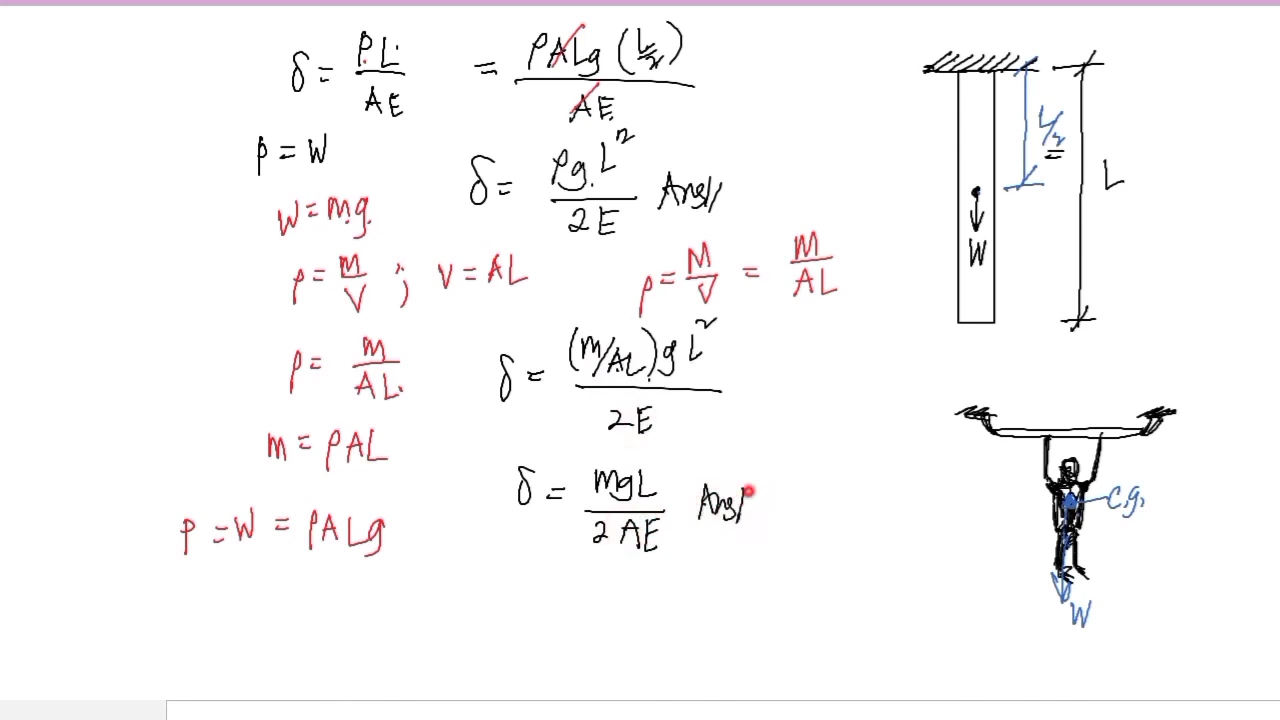 δ = PL/AE = ρALg (L/2)/AE
P = W
δ = ρgL²/2E Ans//
W = mg
ρ = M/V ; V = AL
ρ = M/V = M/AL
ρ = m/AL
δ = (m/AL)gL²/2E
m = ρAL
δ = mgL/2AE Ans/
P = W = ρALg
L/2
=
L
W
c.g.
W